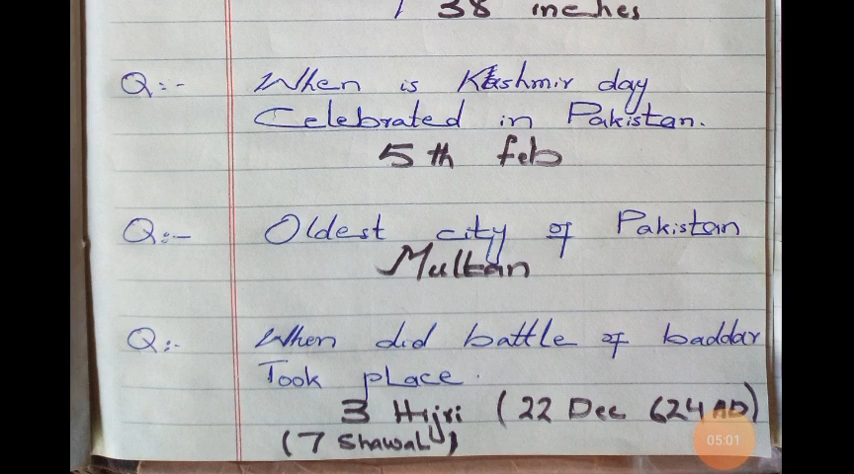 38 inches
Q:- When is Kashmir day
Celebrated in Pakistan.
5th feb
Q:- Oldest city of Pakistan
Multan
Q:- When did battle of baddar
Took place.
3 Hijri (22 Dec 624 AD)
(7 Shawal)
05:01